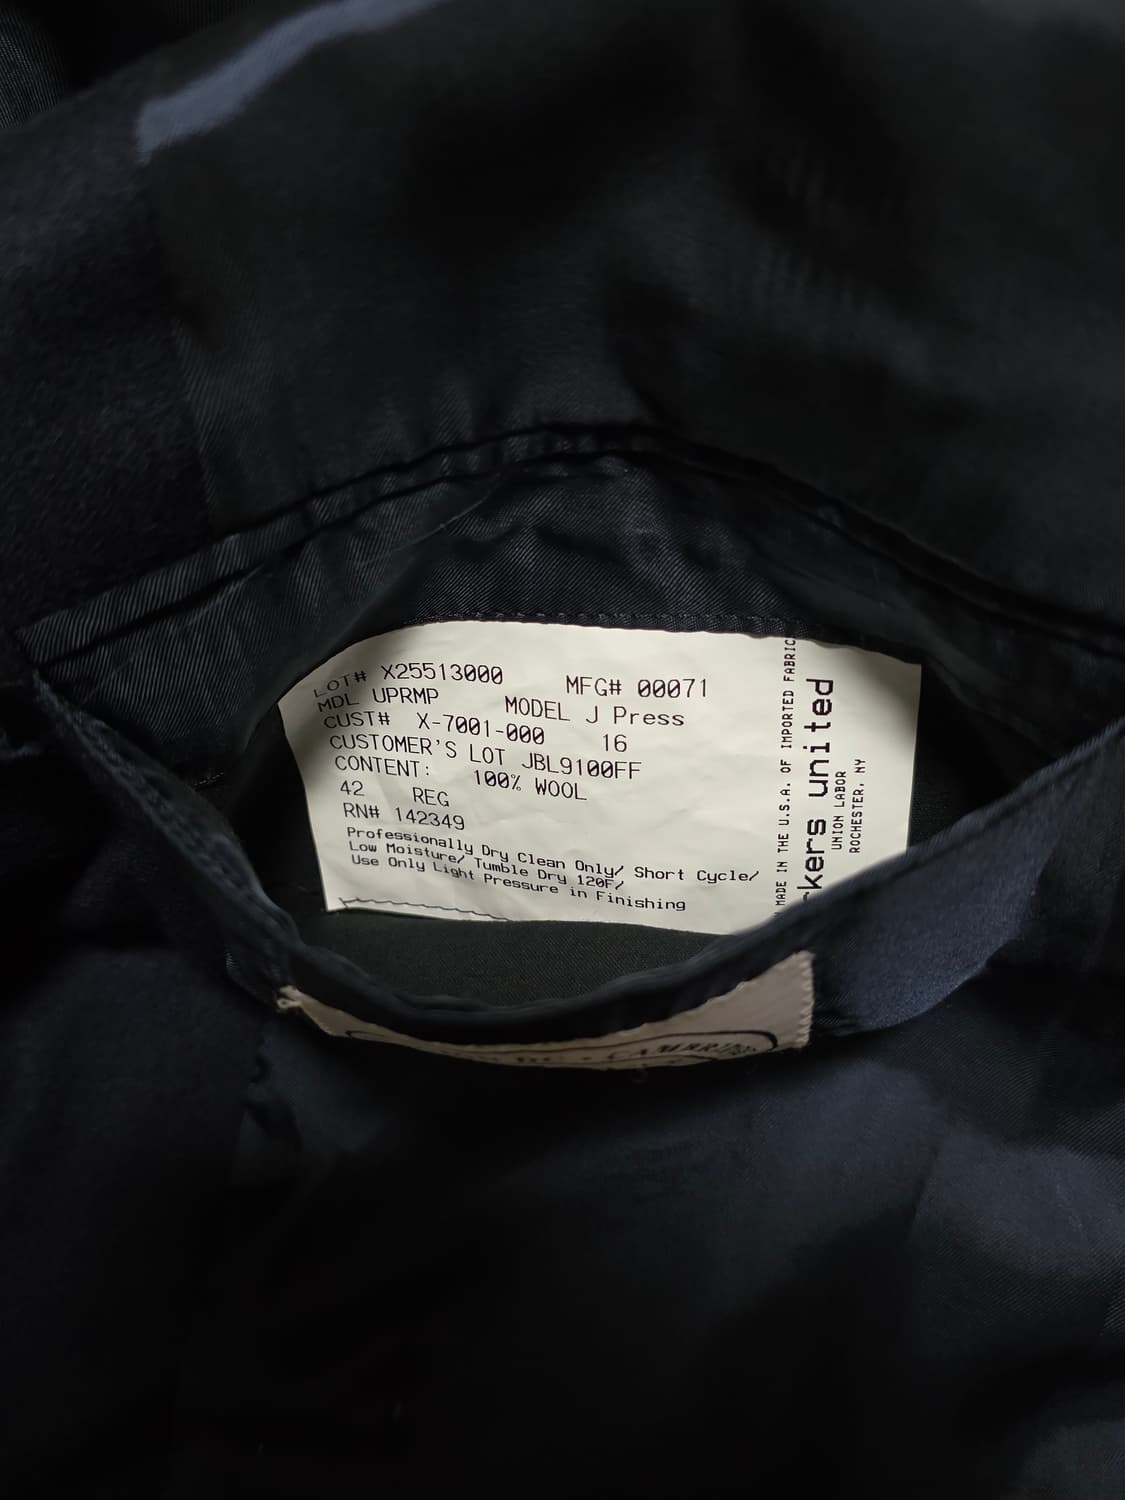 LOT# X25513000 MFG# 00071
MDL UPRMP MODEL J Press
CUST# X-7001-000 16
CUSTOMER'S LOT JBL9100FF
CONTENT: 100% WOOL
42 REG
RN# 142349
Professionally Dry Clean Only/ Short Cycle/
Low Moisture/ Tumble Dry 120F/
Use Only Light Pressure in Finishing
MADE IN THE U.S.A. OF IMPORTED FABRIC
kers united
UNION LABOR
ROCHESTER, NY